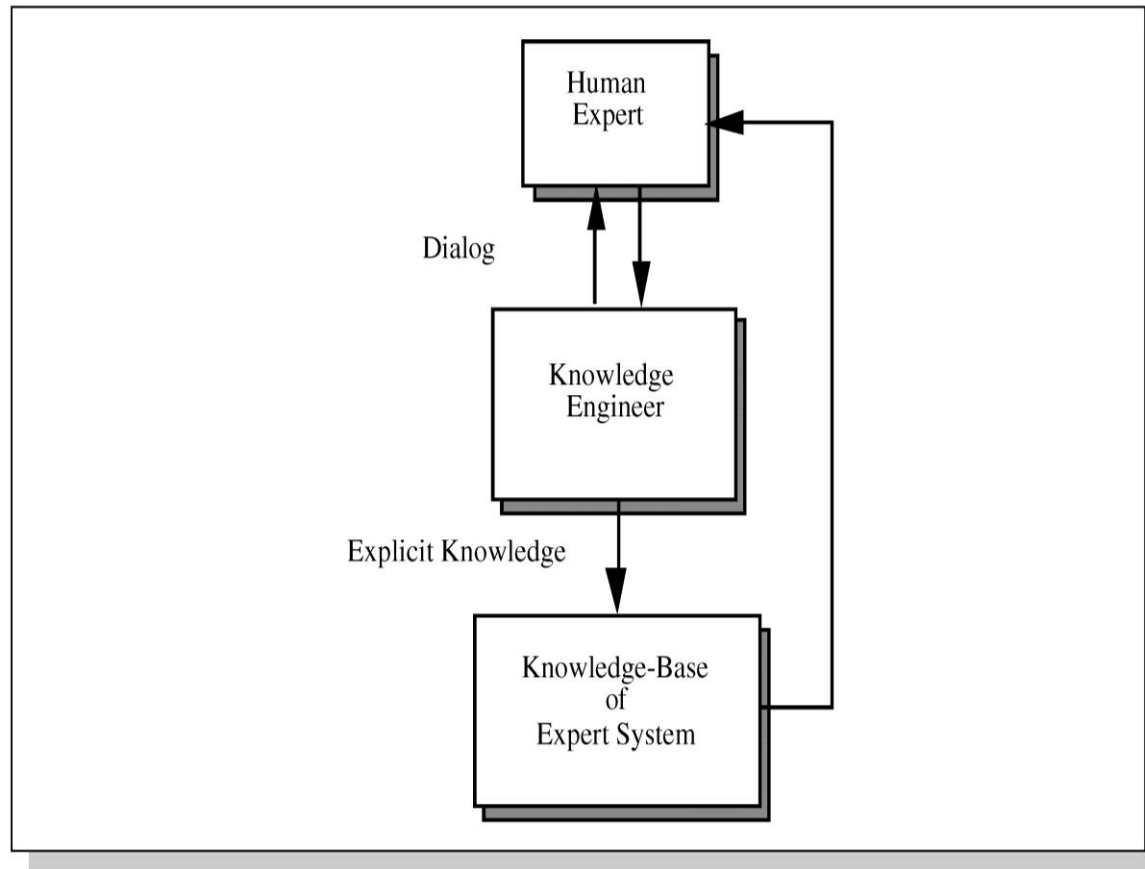 Human
Expert
Dialog
Knowledge
Engineer
Explicit Knowledge
Knowledge-Base
of
Expert System